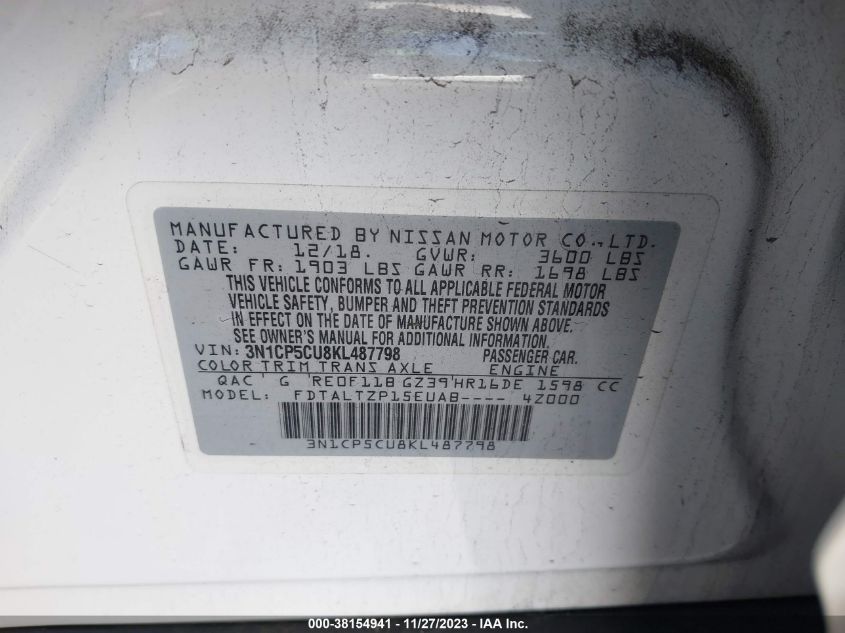 MANUFACTURED BY NISSAN MOTOR CO., LTD.
DATE: 12/18. GVWR: 3600 LBS
GAWR FR: 1903 LBS GAWR RR: 1698 LBS
THIS VEHICLE CONFORMS TO ALL APPLICABLE FEDERAL MOTOR
VEHICLE SAFETY, BUMPER AND THEFT PREVENTION STANDARDS
IN EFFECT ON THE DATE OF MANUFACTURE SHOWN ABOVE.
SEE OWNER'S MANUAL FOR ADDITIONAL INFORMATION.
VIN: 3N1CP5CU8KL487798 PASSENGER CAR.
COLOR TRIM TRANS AXLE ENGINE
QAC G RE0F11B GZ39 HR16DE 1598 CC
MODEL: FDTALTZP15EUAB---- 4Z000
3N1CP5CU8KL487798
000-38154941 - 11/27/2023 - IAA Inc.